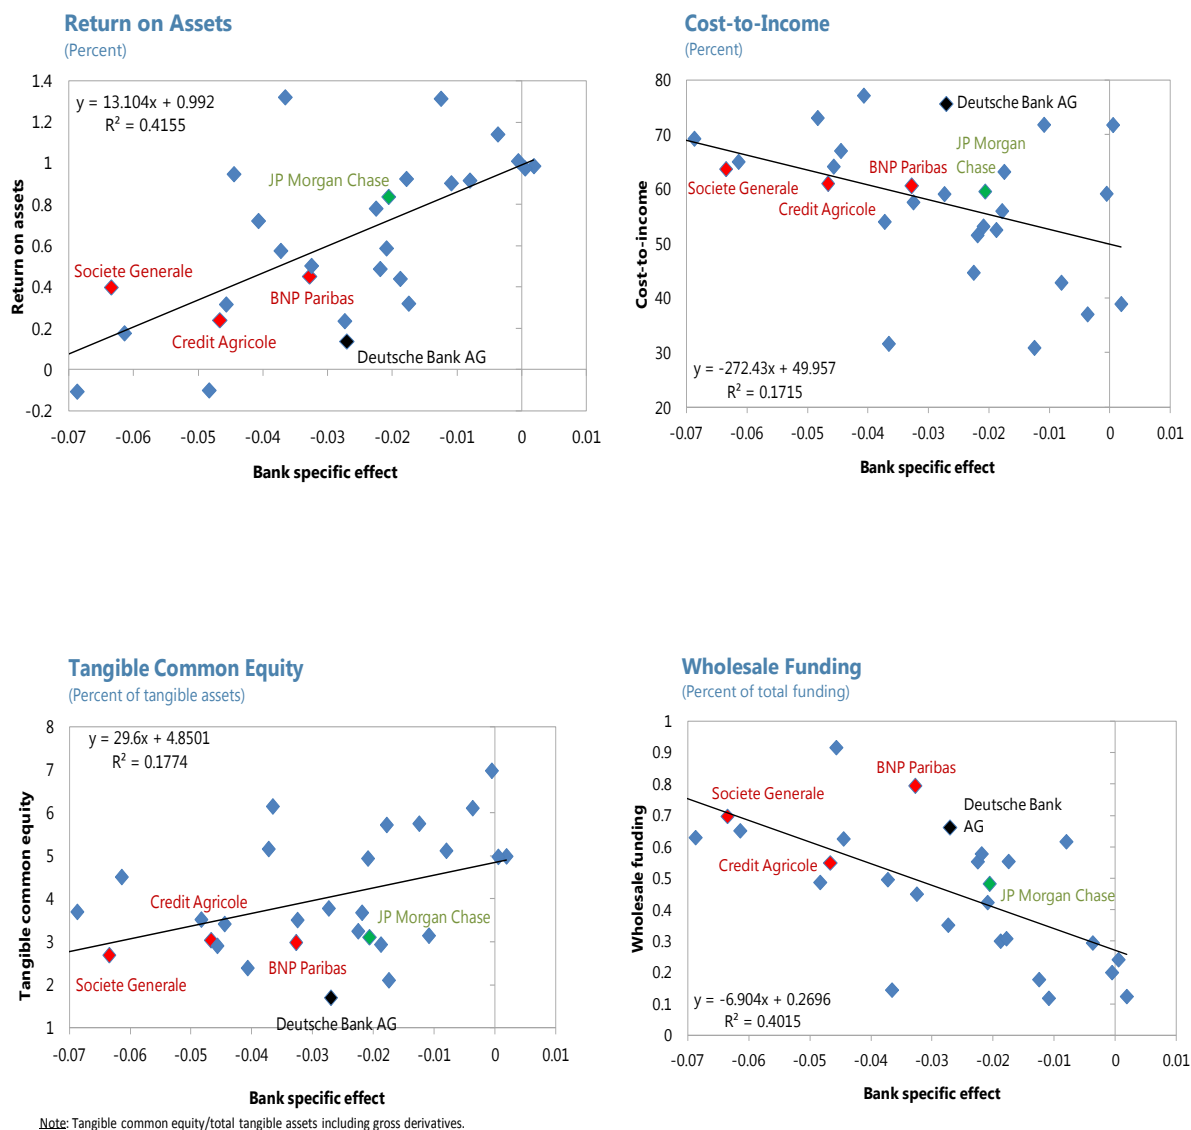 Return on Assets
(Percent)
1.4
1.2
1
0.8
0.6
0.4
0.2
0
-0.2
Return on assets
y = 13.104x + 0.992
R² = 0.4155
JP Morgan Chase
Societe Generale
BNP Paribas
Credit Agricole
Deutsche Bank AG
-0.07 -0.06 -0.05 -0.04 -0.03 -0.02 -0.01 0 0.01
Bank specific effect
Cost-to-Income
(Percent)
80
70
60
50
40
30
20
Cost-to-income
Deutsche Bank AG
JP Morgan
Chase
BNP Paribas
Societe Generale
Credit Agricole
y = -272.43x + 49.957
R² = 0.1715
-0.07 -0.06 -0.05 -0.04 -0.03 -0.02 -0.01 0 0.01
Bank specific effect
Tangible Common Equity
(Percent of tangible assets)
8
7
6
5
4
3
2
1
Tangible common equity
y = 29.6x + 4.8501
R² = 0.1774
Credit Agricole
JP Morgan Chase
BNP Paribas
Societe Generale
Deutsche Bank AG
-0.07 -0.06 -0.05 -0.04 -0.03 -0.02 -0.01 0 0.01
Bank specific effect
Note: Tangible common equity/total tangible assets including gross derivatives.
Wholesale Funding
(Percent of total funding)
1
0.9
0.8
0.7
0.6
0.5
0.4
0.3
0.2
0.1
0
Wholesale funding
BNP Paribas
Societe Generale
Deutsche Bank
AG
Credit Agricole
JP Morgan Chase
y = -6.904x + 0.2696
R² = 0.4015
-0.07 -0.06 -0.05 -0.04 -0.03 -0.02 -0.01 0 0.01
Bank specific effect